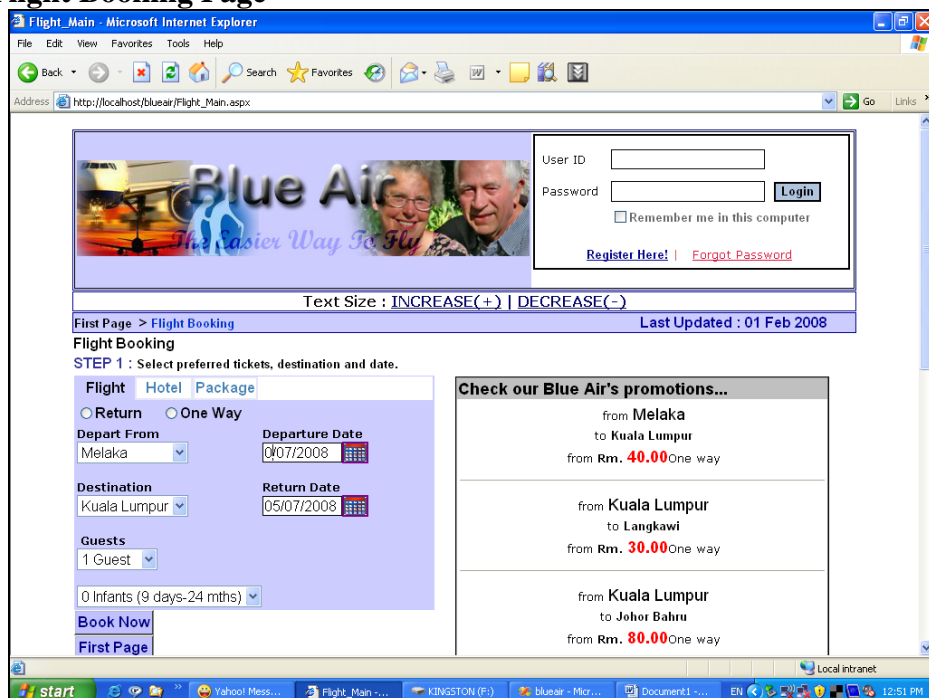 Flight Booking Page
Flight_Main - Microsoft Internet Explorer
File Edit View Favorites Tools Help
Back Search Favorites
Address http://localhost/blueair/Flight_Main.aspx Go Links
Blue Air
The Easier Way To Fly
User ID
Password Login
Remember me in this computer
Register Here! | Forgot Password
Text Size : INCREASE(+) | DECREASE(-)
First Page > Flight Booking Last Updated : 01 Feb 2008
Flight Booking
STEP 1 : Select preferred tickets, destination and date.
Flight Hotel Package
Return One Way
Depart From Departure Date
Melaka 0/07/2008
Destination Return Date
Kuala Lumpur 05/07/2008
Guests
1 Guest
0 Infants (9 days-24 mths)
Book Now
First Page
Check our Blue Air's promotions...
from Melaka
to Kuala Lumpur
from Rm. 40.00One way
from Kuala Lumpur
to Langkawi
from Rm. 30.00One way
from Kuala Lumpur
to Johor Bahru
from Rm. 80.00One way
Local intranet
start Yahoo! Mess... Flight_Main -... KINGSTON (F:) blueair - Micr... Document1 -... EN 12:51 PM